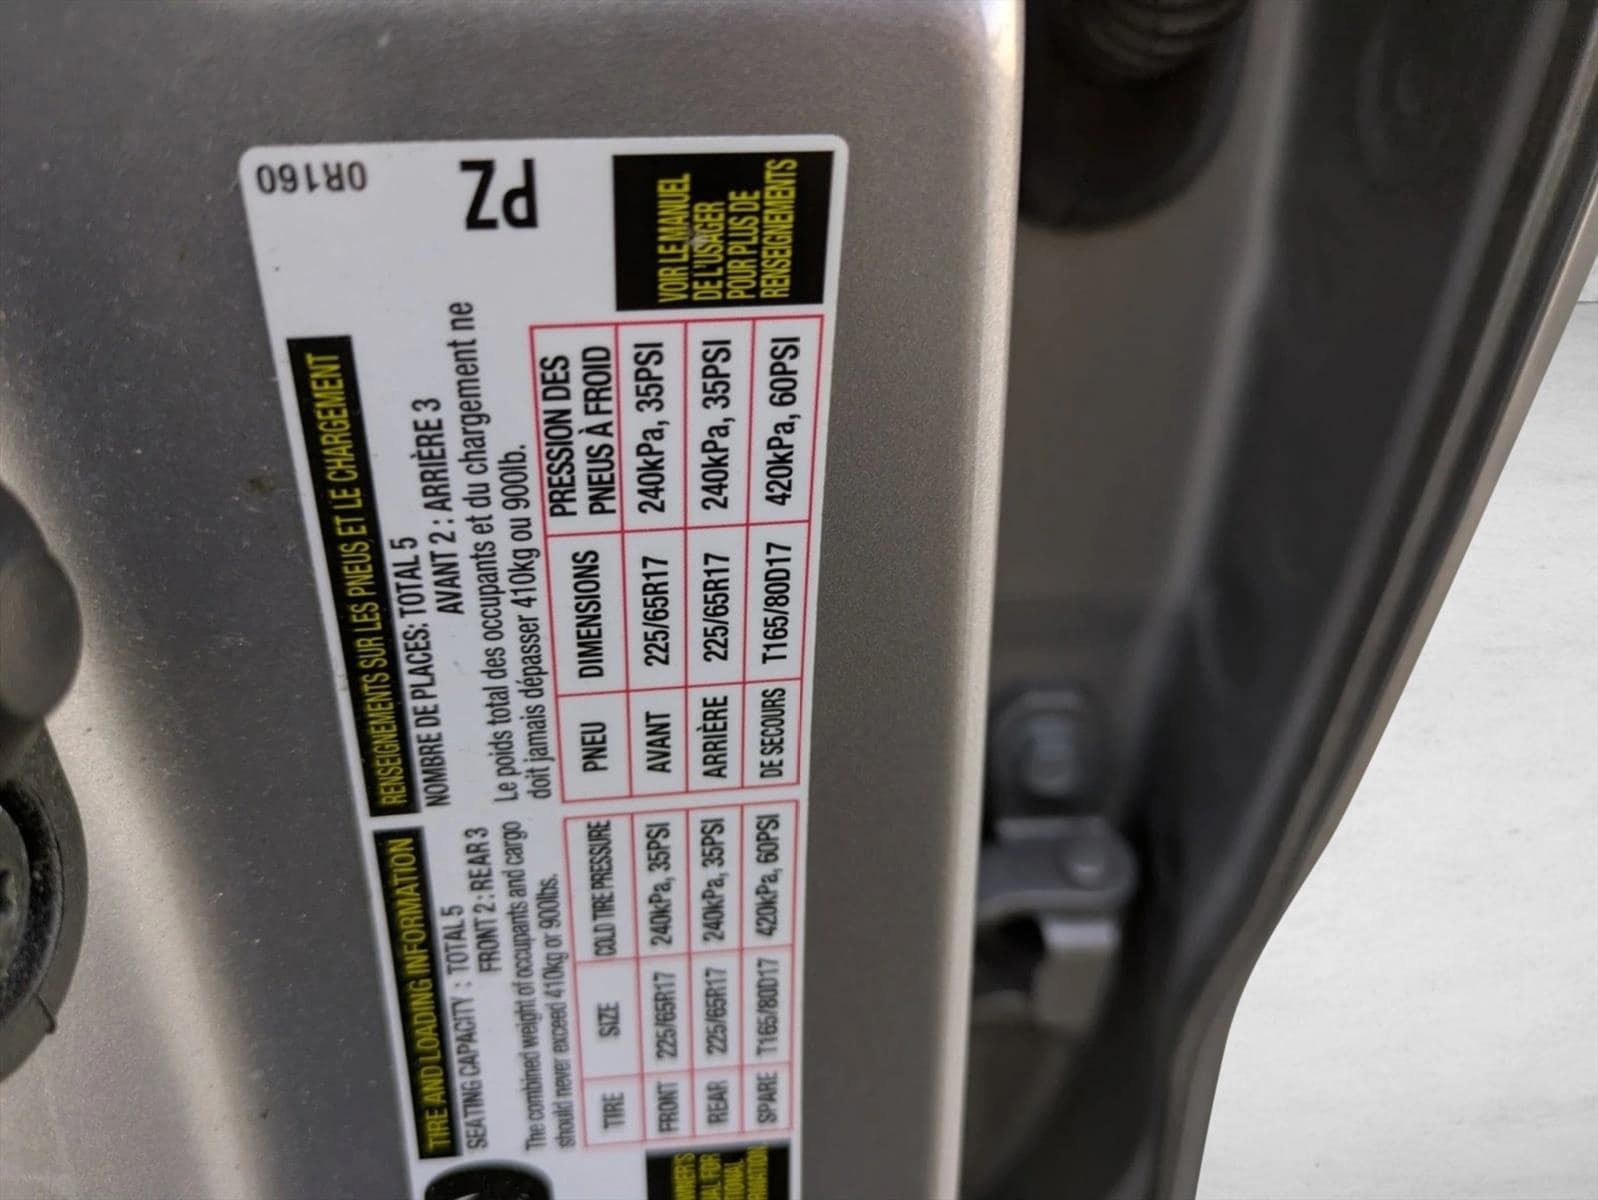 TIRE AND LOADING INFORMATION
SEATING CAPACITY : TOTAL 5
FRONT 2 : REAR 3
The combined weight of occupants and cargo
should never exceed 410kg or 900lbs.
TIRE SIZE COLD TIRE PRESSURE
FRONT 225/65R17 240kPa, 35PSI
REAR 225/65R17 240kPa, 35PSI
SPARE T165/80D17 420kPa, 60PSI
RENSEIGNEMENTS SUR LES PNEUS ET LE CHARGEMENT
NOMBRE DE PLACES: TOTAL 5
AVANT 2 : ARRIÈRE 3
Le poids total des occupants et du chargement ne
doit jamais dépasser 410kg ou 900lb.
PNEU DIMENSIONS PRESSION DES
PNEUS À FROID
AVANT 225/65R17 240kPa, 35PSI
ARRIÈRE 225/65R17 240kPa, 35PSI
DE SECOURS T165/80D17 420kPa, 60PSI
VOIR LE MANUEL
DE L'USAGER
POUR PLUS DE
RENSEIGNEMENTS
PZ
0R160